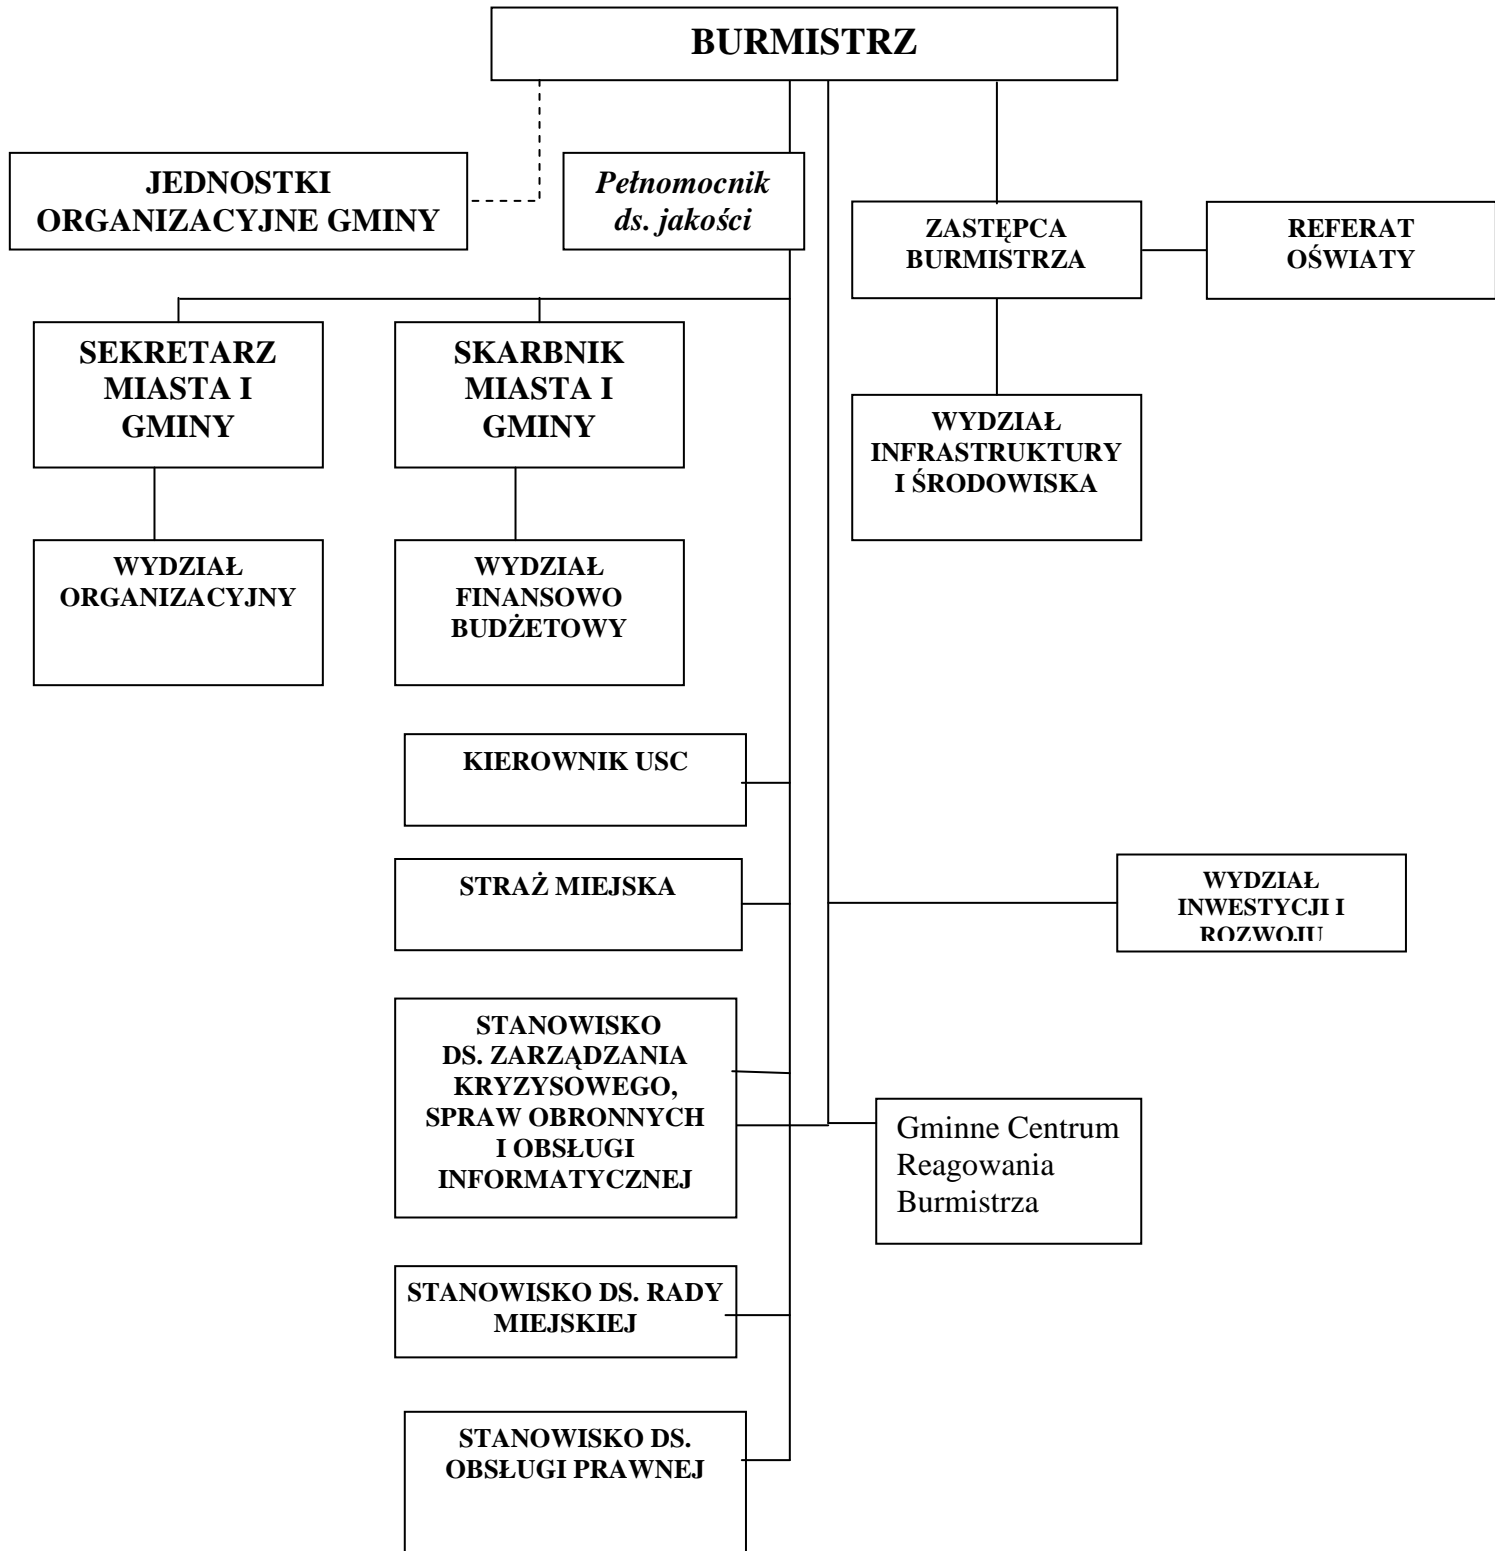 BURMISTRZ
JEDNOSTKI
ORGANIZACYJNE GMINY
Pełnomocnik
ds. jakości
ZASTĘPCA
BURMISTRZA
REFERAT
OŚWIATY
SEKRETARZ
MIASTA I
GMINY
SKARBNIK
MIASTA I
GMINY
WYDZIAŁ
INFRASTRUKTURY
I ŚRODOWISKA
WYDZIAŁ
ORGANIZACYJNY
WYDZIAŁ
FINANSOWO
BUDŻETOWY
KIEROWNIK USC
STRAŻ MIEJSKA
WYDZIAŁ
INWESTYCJI I
ROZWOJU
STANOWISKO
DS. ZARZĄDZANIA
KRYZYSOWEGO,
SPRAW OBRONNYCH
I OBSŁUGI
INFORMATYCZNEJ
Gminne Centrum
Reagowania
Burmistrza
STANOWISKO DS. RADY
MIEJSKIEJ
STANOWISKO DS.
OBSŁUGI PRAWNEJ